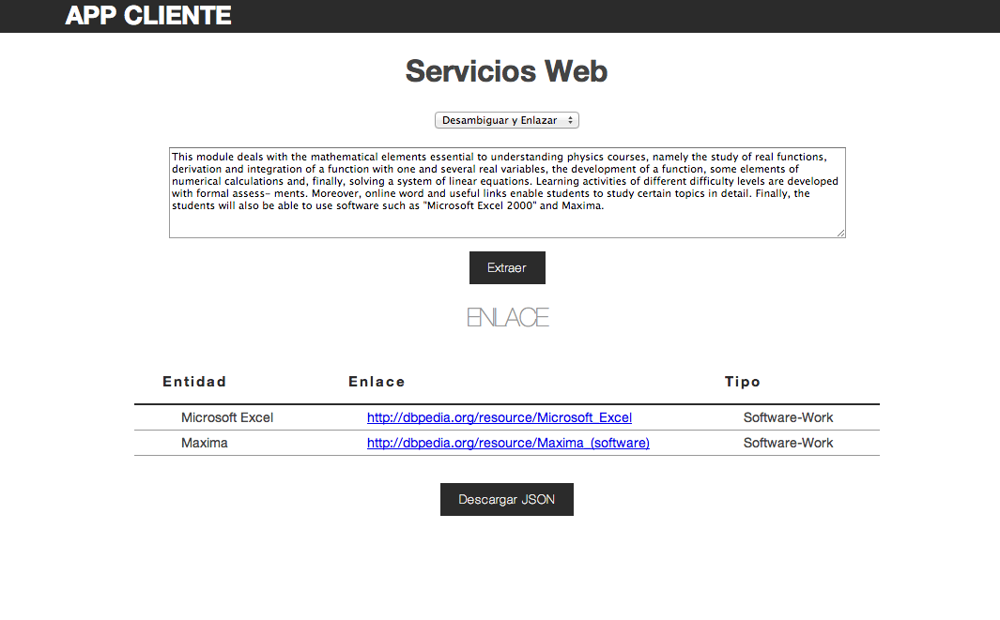 APP CLIENTE
Servicios Web
Desambiguar y Enlazar
This module deals with the mathematical elements essential to understanding physics courses, namely the study of real functions,
derivation and integration of a function with one and several real variables, the development of a function, some elements of
numerical calculations and, finally, solving a system of linear equations. Learning activities of different difficulty levels are developed
with formal assess- ments. Moreover, online word and useful links enable students to study certain topics in detail. Finally, the
students will also be able to use software such as "Microsoft Excel 2000" and Maxima.
Extraer
ENLACE
Entidad Enlace Tipo
Microsoft Excel http://dbpedia.org/resource/Microsoft_Excel Software-Work
Maxima http://dbpedia.org/resource/Maxima_(software) Software-Work
Descargar JSON